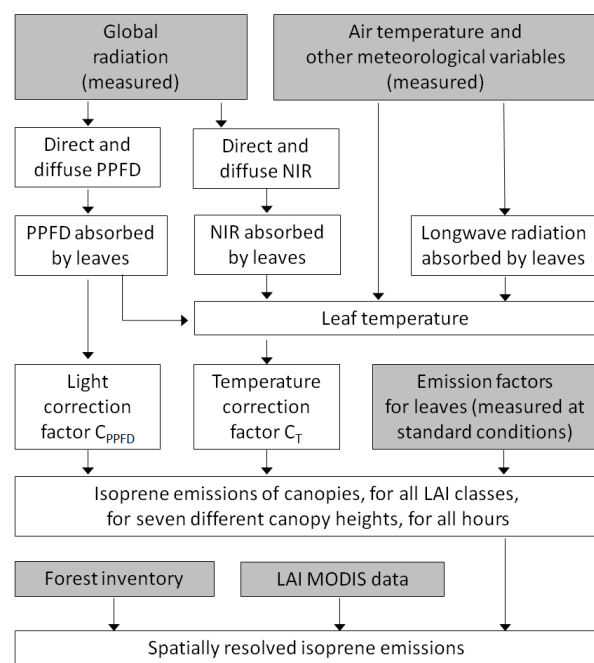 Global
radiation
(measured)
Air temperature and
other meteorological variables
(measured)
Direct and
diffuse PPFD
Direct and
diffuse NIR
PPFD absorbed
by leaves
NIR absorbed
by leaves
Longwave radiation
absorbed by leaves
Leaf temperature
Light
correction
factor C_PPFD
Temperature
correction
factor C_T
Emission factors
for leaves (measured at
standard conditions)
Isoprene emissions of canopies, for all LAI classes,
for seven different canopy heights, for all hours
Forest inventory
LAI MODIS data
Spatially resolved isoprene emissions